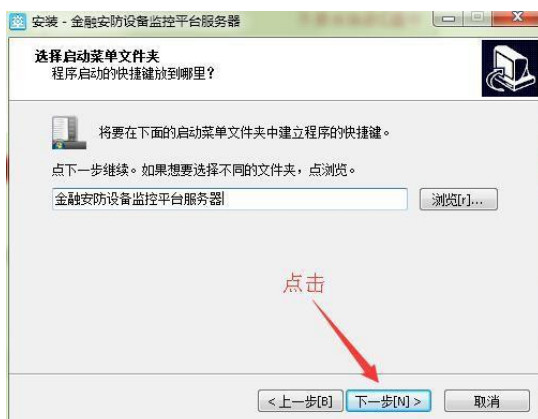 安装 - 金融安防设备监控平台服务器
选择启动菜单文件夹
程序启动的快捷键放到哪里？
将要在下面的启动菜单文件夹中建立程序的快捷键。
点下一步继续。如果想要选择不同的文件夹，点浏览。
金融安防设备监控平台服务器
浏览[r]...
点击
<上一步[B]
下一步[N] >
取消